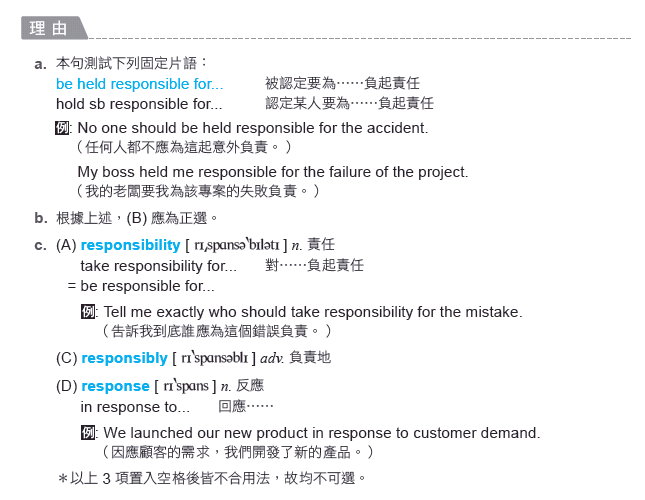 理由
a. 本句測試下列固定片語：
be held responsible for... 被認定要為⋯⋯負起責任
hold sb responsible for... 認定某人要為⋯⋯負起責任
例: No one should be held responsible for the accident.
（任何人都不應為這起意外負責。）
My boss held me responsible for the failure of the project.
（我的老闆要我為該專案的失敗負責。）
b. 根據上述，(B) 應為正選。
c. (A) responsibility [ rɪˌspɑnsəˋbɪlətɪ ] n. 責任
take responsibility for... 對⋯⋯負起責任
= be responsible for...
例: Tell me exactly who should take responsibility for the mistake.
（告訴我到底誰應為這個錯誤負責。）
(C) responsibly [ rɪˋspɑnsəblɪ ] adv. 負責地
(D) response [ rɪˋspɑns ] n. 反應
in response to... 回應⋯⋯
例: We launched our new product in response to customer demand.
（因應顧客的需求，我們開發了新的產品。）
＊以上 3 項置入空格後皆不合用法，故均不可選。